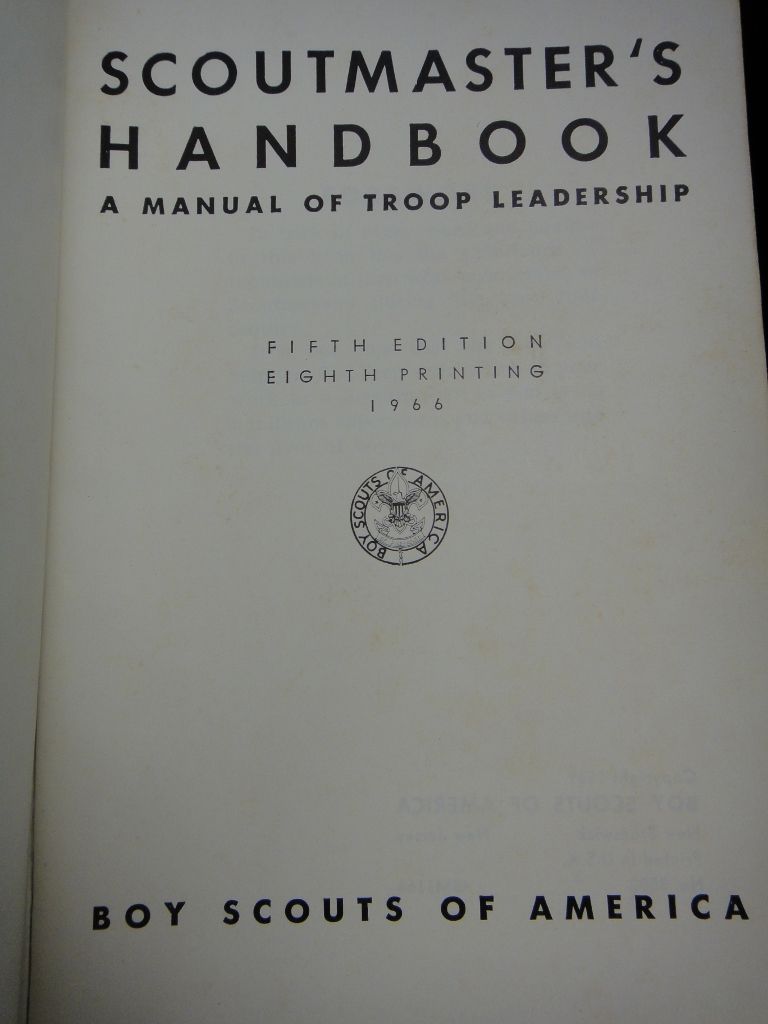 SCOUTMASTER'S
HANDBOOK
A MANUAL OF TROOP LEADERSHIP
FIFTH EDITION
EIGHTH PRINTING
1966
BOY SCOUTS OF AMERICA
BOY SCOUTS OF AMERICA